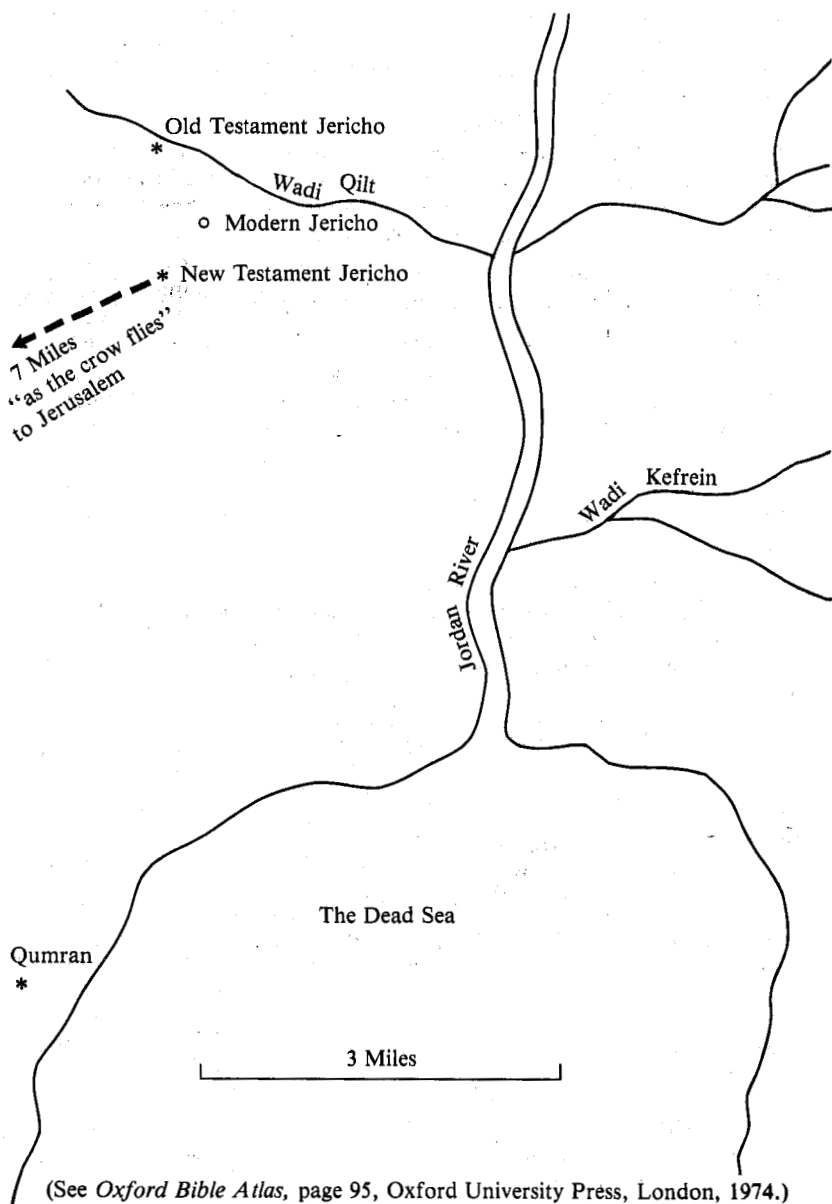 Old Testament Jericho
Wadi Qilt
Modern Jericho
New Testament Jericho
7 Miles
“as the crow flies”
to Jerusalem
Wadi Kefrein
Jordan River
The Dead Sea
Qumran
3 Miles
(See Oxford Bible Atlas, page 95, Oxford University Press, London, 1974.)